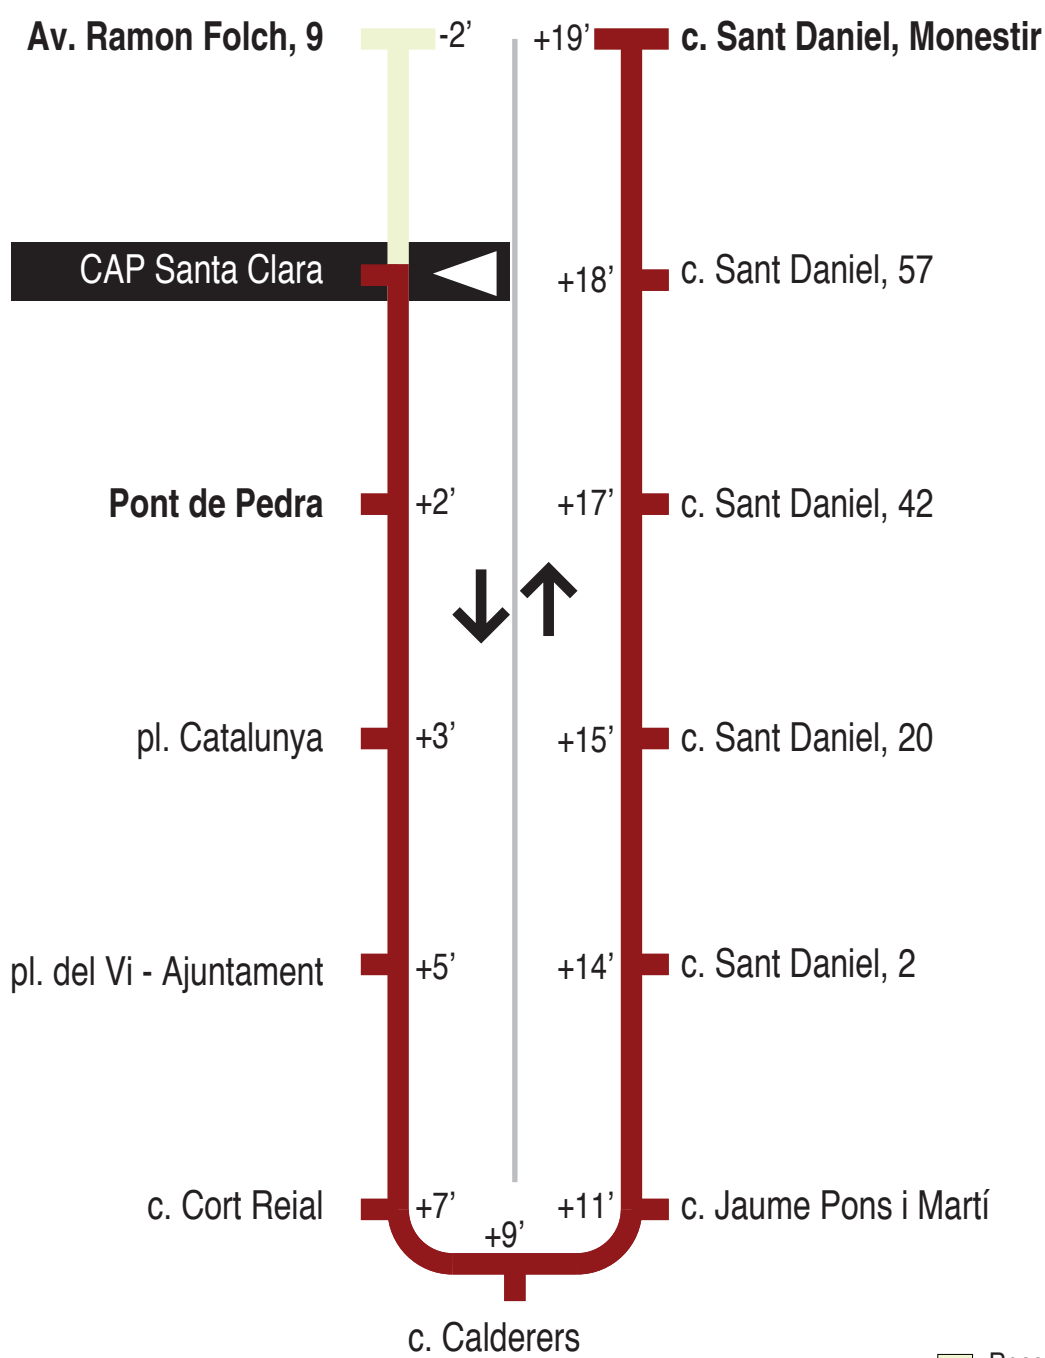 Av. Ramon Folch, 9 -2’
CAP Santa Clara
Pont de Pedra +2’
pl. Catalunya +3’
pl. del Vi - Ajuntament +5’
c. Cort Reial +7’
+9’
c. Calderers
+11’ c. Jaume Pons i Martí
+14’ c. Sant Daniel, 2
+15’ c. Sant Daniel, 20
+17’ c. Sant Daniel, 42
+18’ c. Sant Daniel, 57
+19’ c. Sant Daniel, Monestir